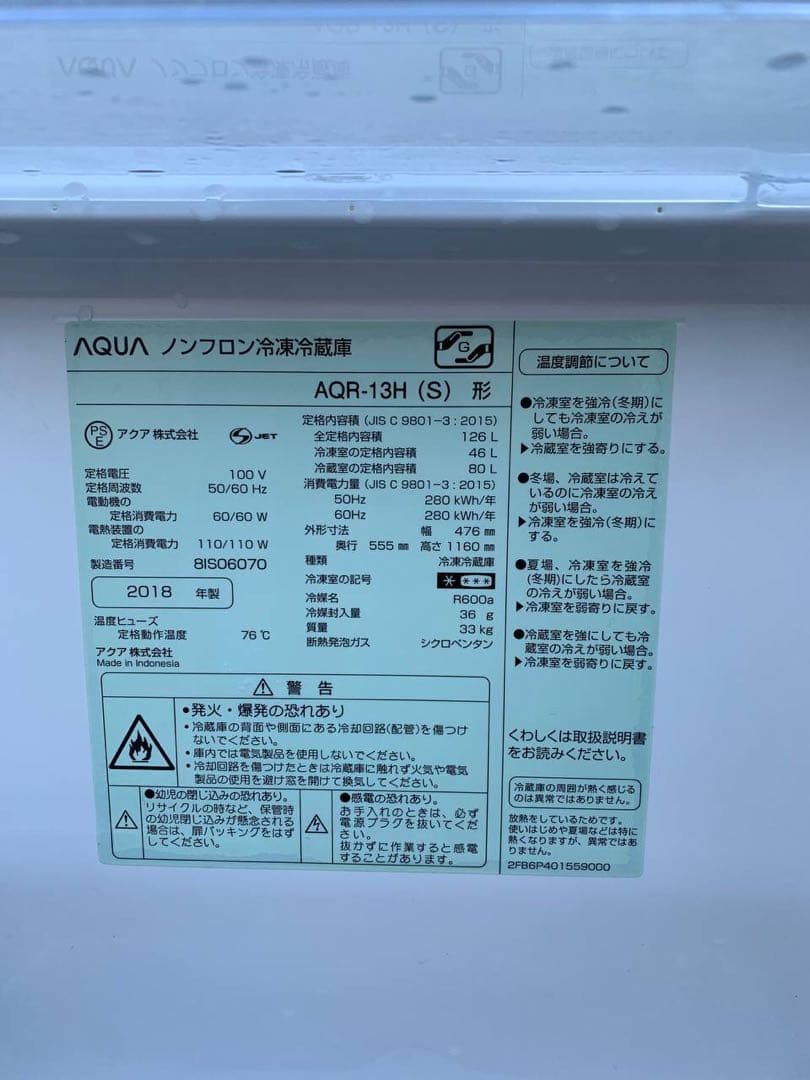 AQUA ノンフロン冷凍冷蔵庫
G
AQR-13H (S) 形
PS
E
アクア 株式会社
S JET
定格電圧 100 V
定格周波数 50/60 Hz
電動機の
定格消費電力 60/60 W
電熱装置の
定格消費電力 110/110 W
製造番号 8IS06070
2018 年製
温度ヒューズ
定格動作温度 76 ℃
アクア 株式会社
Made in Indonesia
定格内容積 (JIS C 9801-3 : 2015)
全定格内容積 126 L
冷凍室の定格内容積 46 L
冷蔵室の定格内容積 80 L
消費電力量 (JIS C 9801-3 : 2015)
50Hz 280 kWh/年
60Hz 280 kWh/年
外形寸法 幅 476 ㎜
奥行 555 ㎜ 高さ 1160 ㎜
種類 冷凍冷蔵庫
冷凍室の記号
冷媒名 R600a
冷媒封入量 36 g
質量 33 kg
断熱発泡ガス シクロペンタン
警告
●発火・爆発の恐れあり
・冷蔵庫の背面や側面にある冷却回路(配管)を傷つけ
ないでください。
・庫内では電気製品を使用しないでください。
・冷却回路を傷つけたときは冷蔵庫に触れず火気や電気
製品の使用を避け窓を開けて換気してください。
●幼児の閉じ込みの恐れあり。
リサイクルの時など、保管時
の幼児閉じ込みが懸念される
場合は、扉パッキングをはず
してください。
●感電の恐れあり。
お手入れのときは、必ず
電源プラグを抜いてくださ
い。
抜かずに作業すると感電
することがあります。
温度調節について
●冷凍室を強冷(冬期)に
しても冷凍室の冷えが
弱い場合。
▶冷蔵室を強寄りにする。
●冬場、冷蔵室は冷えて
いるのに冷凍室の冷え
が弱い場合。
▶冷凍室を強冷(冬期)に
する。
●夏場、冷凍室を強冷
(冬期)にしたら冷蔵室
の冷えが弱い場合。
▶冷凍室を弱寄りに戻す。
●冷蔵室を強にしても冷
蔵室の冷えが弱い場合。
▶冷凍室を弱寄りに戻す。
くわしくは取扱説明書
をお読みください。
冷蔵庫の周囲が熱く感じる
のは異常ではありません。
放熱をしているためです。
使いはじめや夏場などは特に
熱くなりますが、異常ではあ
りません。
2FB6P401559000